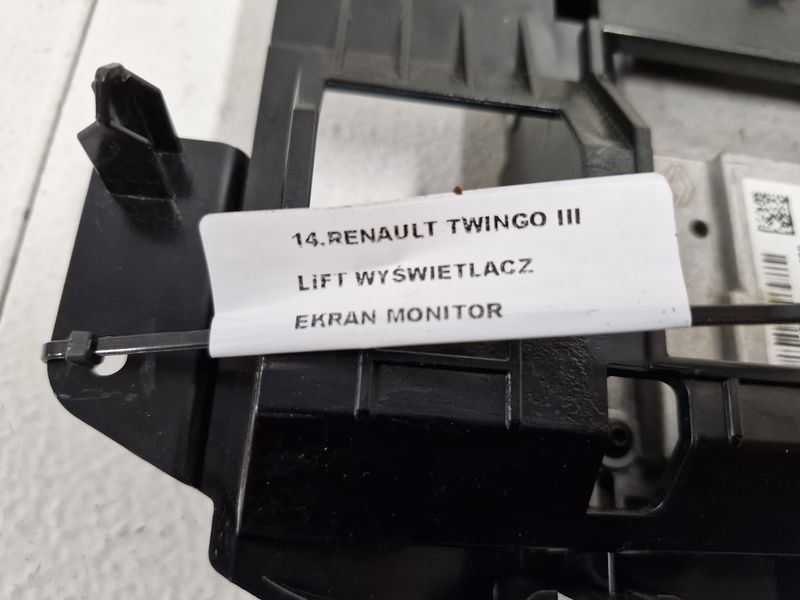 14.RENAULT TWINGO III
LiFT WYŚWIETLACZ
EKRAN MONITOR